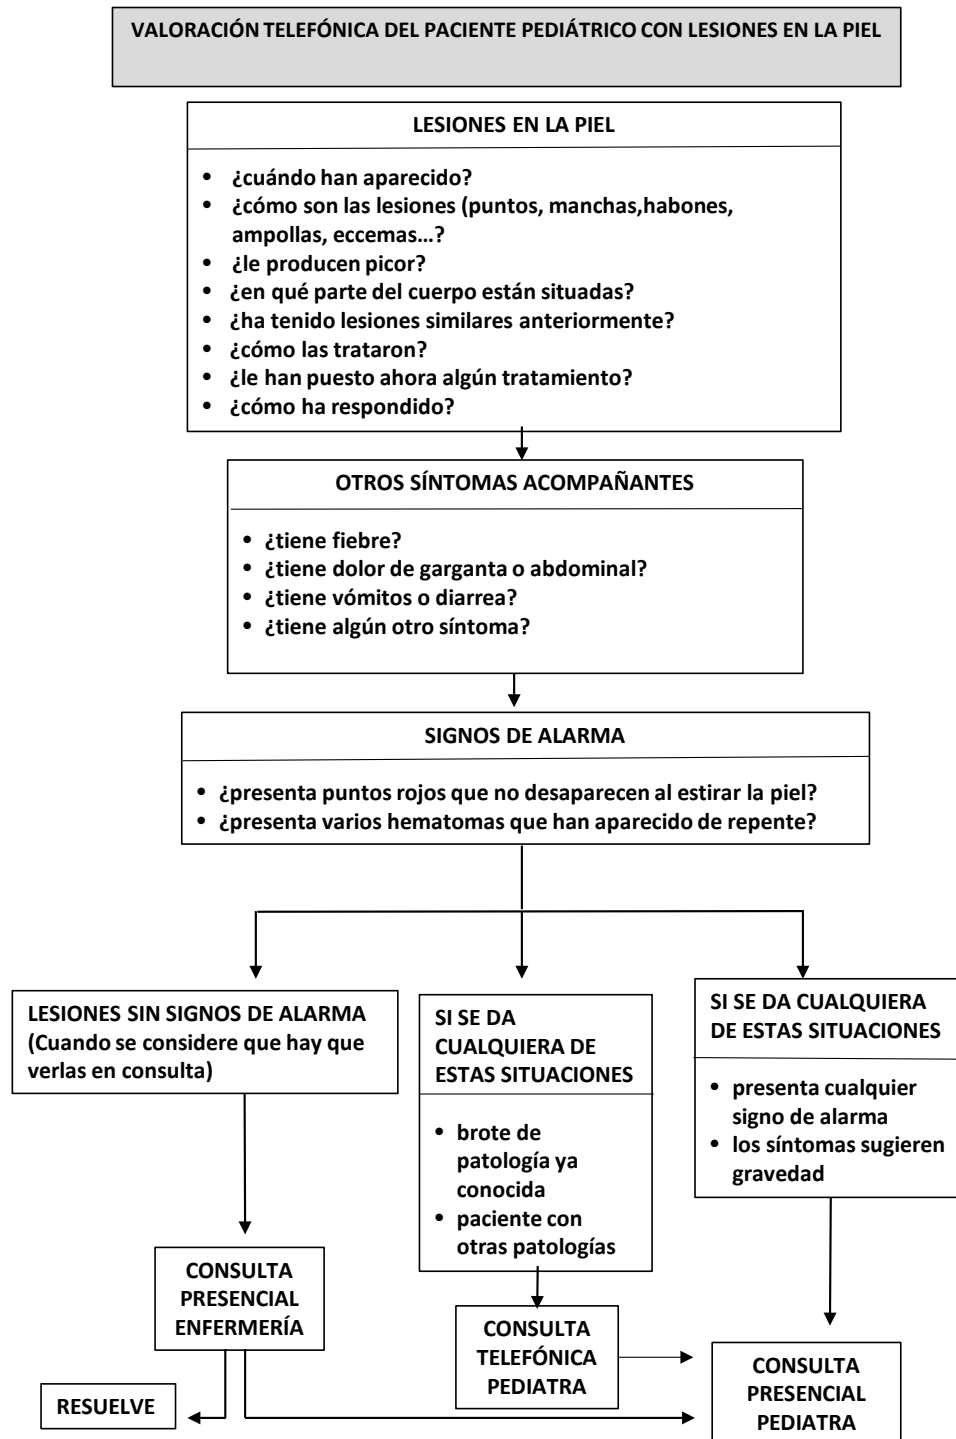 VALORACIÓN TELEFÓNICA DEL PACIENTE PEDIÁTRICO CON LESIONES EN LA PIEL
LESIONES EN LA PIEL
• ¿cuándo han aparecido?
• ¿cómo son las lesiones (puntos, manchas,habones,
ampollas, eccemas...?
• ¿le producen picor?
• ¿en qué parte del cuerpo están situadas?
• ¿ha tenido lesiones similares anteriormente?
• ¿cómo las trataron?
• ¿le han puesto ahora algún tratamiento?
• ¿cómo ha respondido?
OTROS SÍNTOMAS ACOMPAÑANTES
• ¿tiene fiebre?
• ¿tiene dolor de garganta o abdominal?
• ¿tiene vómitos o diarrea?
• ¿tiene algún otro síntoma?
SIGNOS DE ALARMA
• ¿presenta puntos rojos que no desaparecen al estirar la piel?
• ¿presenta varios hematomas que han aparecido de repente?
LESIONES SIN SIGNOS DE ALARMA
(Cuando se considere que hay que
verlas en consulta)
SI SE DA
CUALQUIERA DE
ESTAS SITUACIONES
• brote de
patología ya
conocida
• paciente con
otras patologías
SI SE DA CUALQUIERA
DE ESTAS SITUACIONES
• presenta cualquier
signo de alarma
• los síntomas sugieren
gravedad
CONSULTA
PRESENCIAL
ENFERMERÍA
CONSULTA
TELEFÓNICA
PEDIATRA
CONSULTA
PRESENCIAL
PEDIATRA
RESUELVE